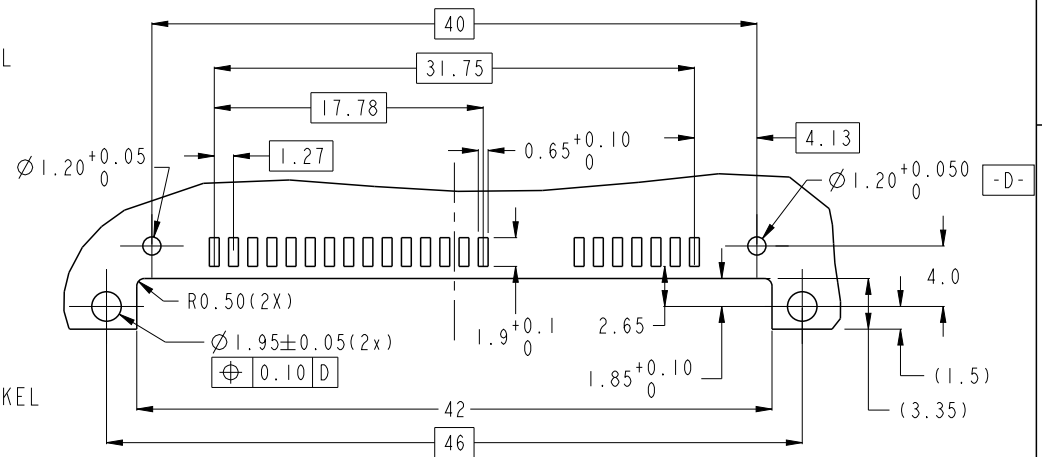 40
L
31.75
17.78
4.13
Ø1.20 +0.05 0
1.27
0.65 +0.10 0
Ø1.20 +0.050 0
-D-
4.0
R0.50(2X)
1.9 +0.1 0
2.65
Ø1.95±0.05(2x)
⌖ 0.10 D
1.85 +0.10 0
(1.5)
KEL
42
(3.35)
46